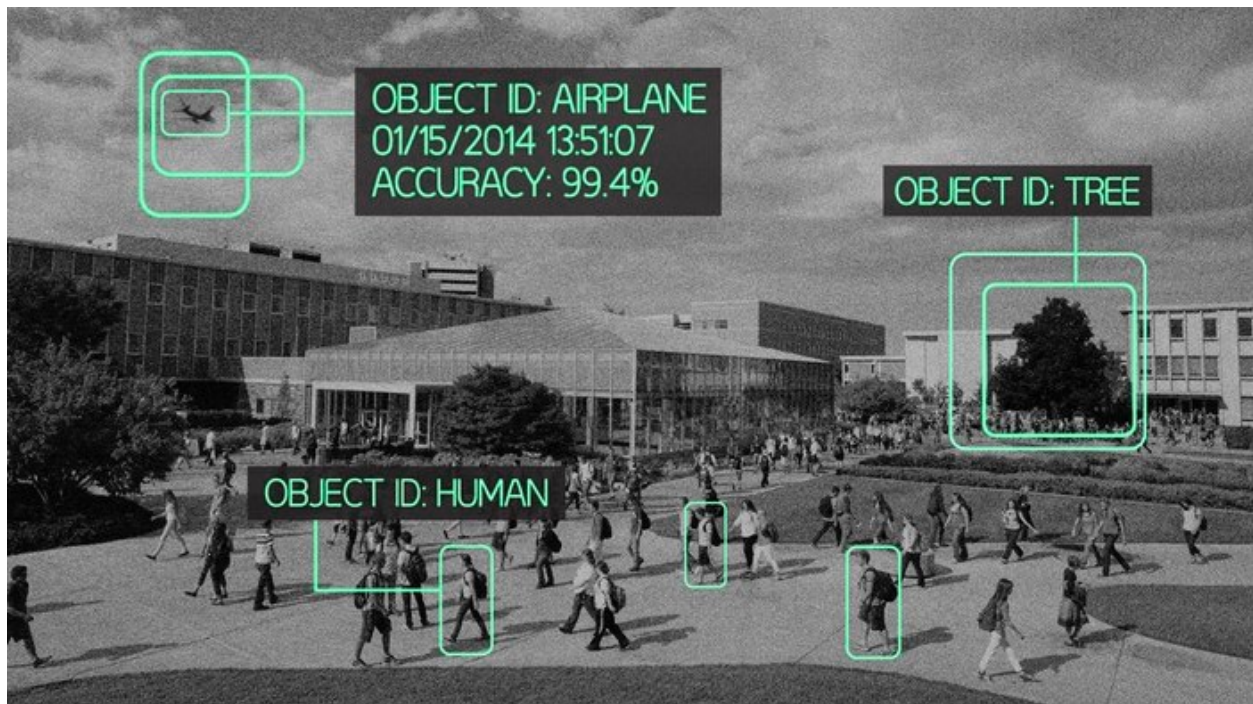 OBJECT ID: AIRPLANE
01/15/2014 13:51:07
ACCURACY: 99.4%
OBJECT ID: TREE
OBJECT ID: HUMAN